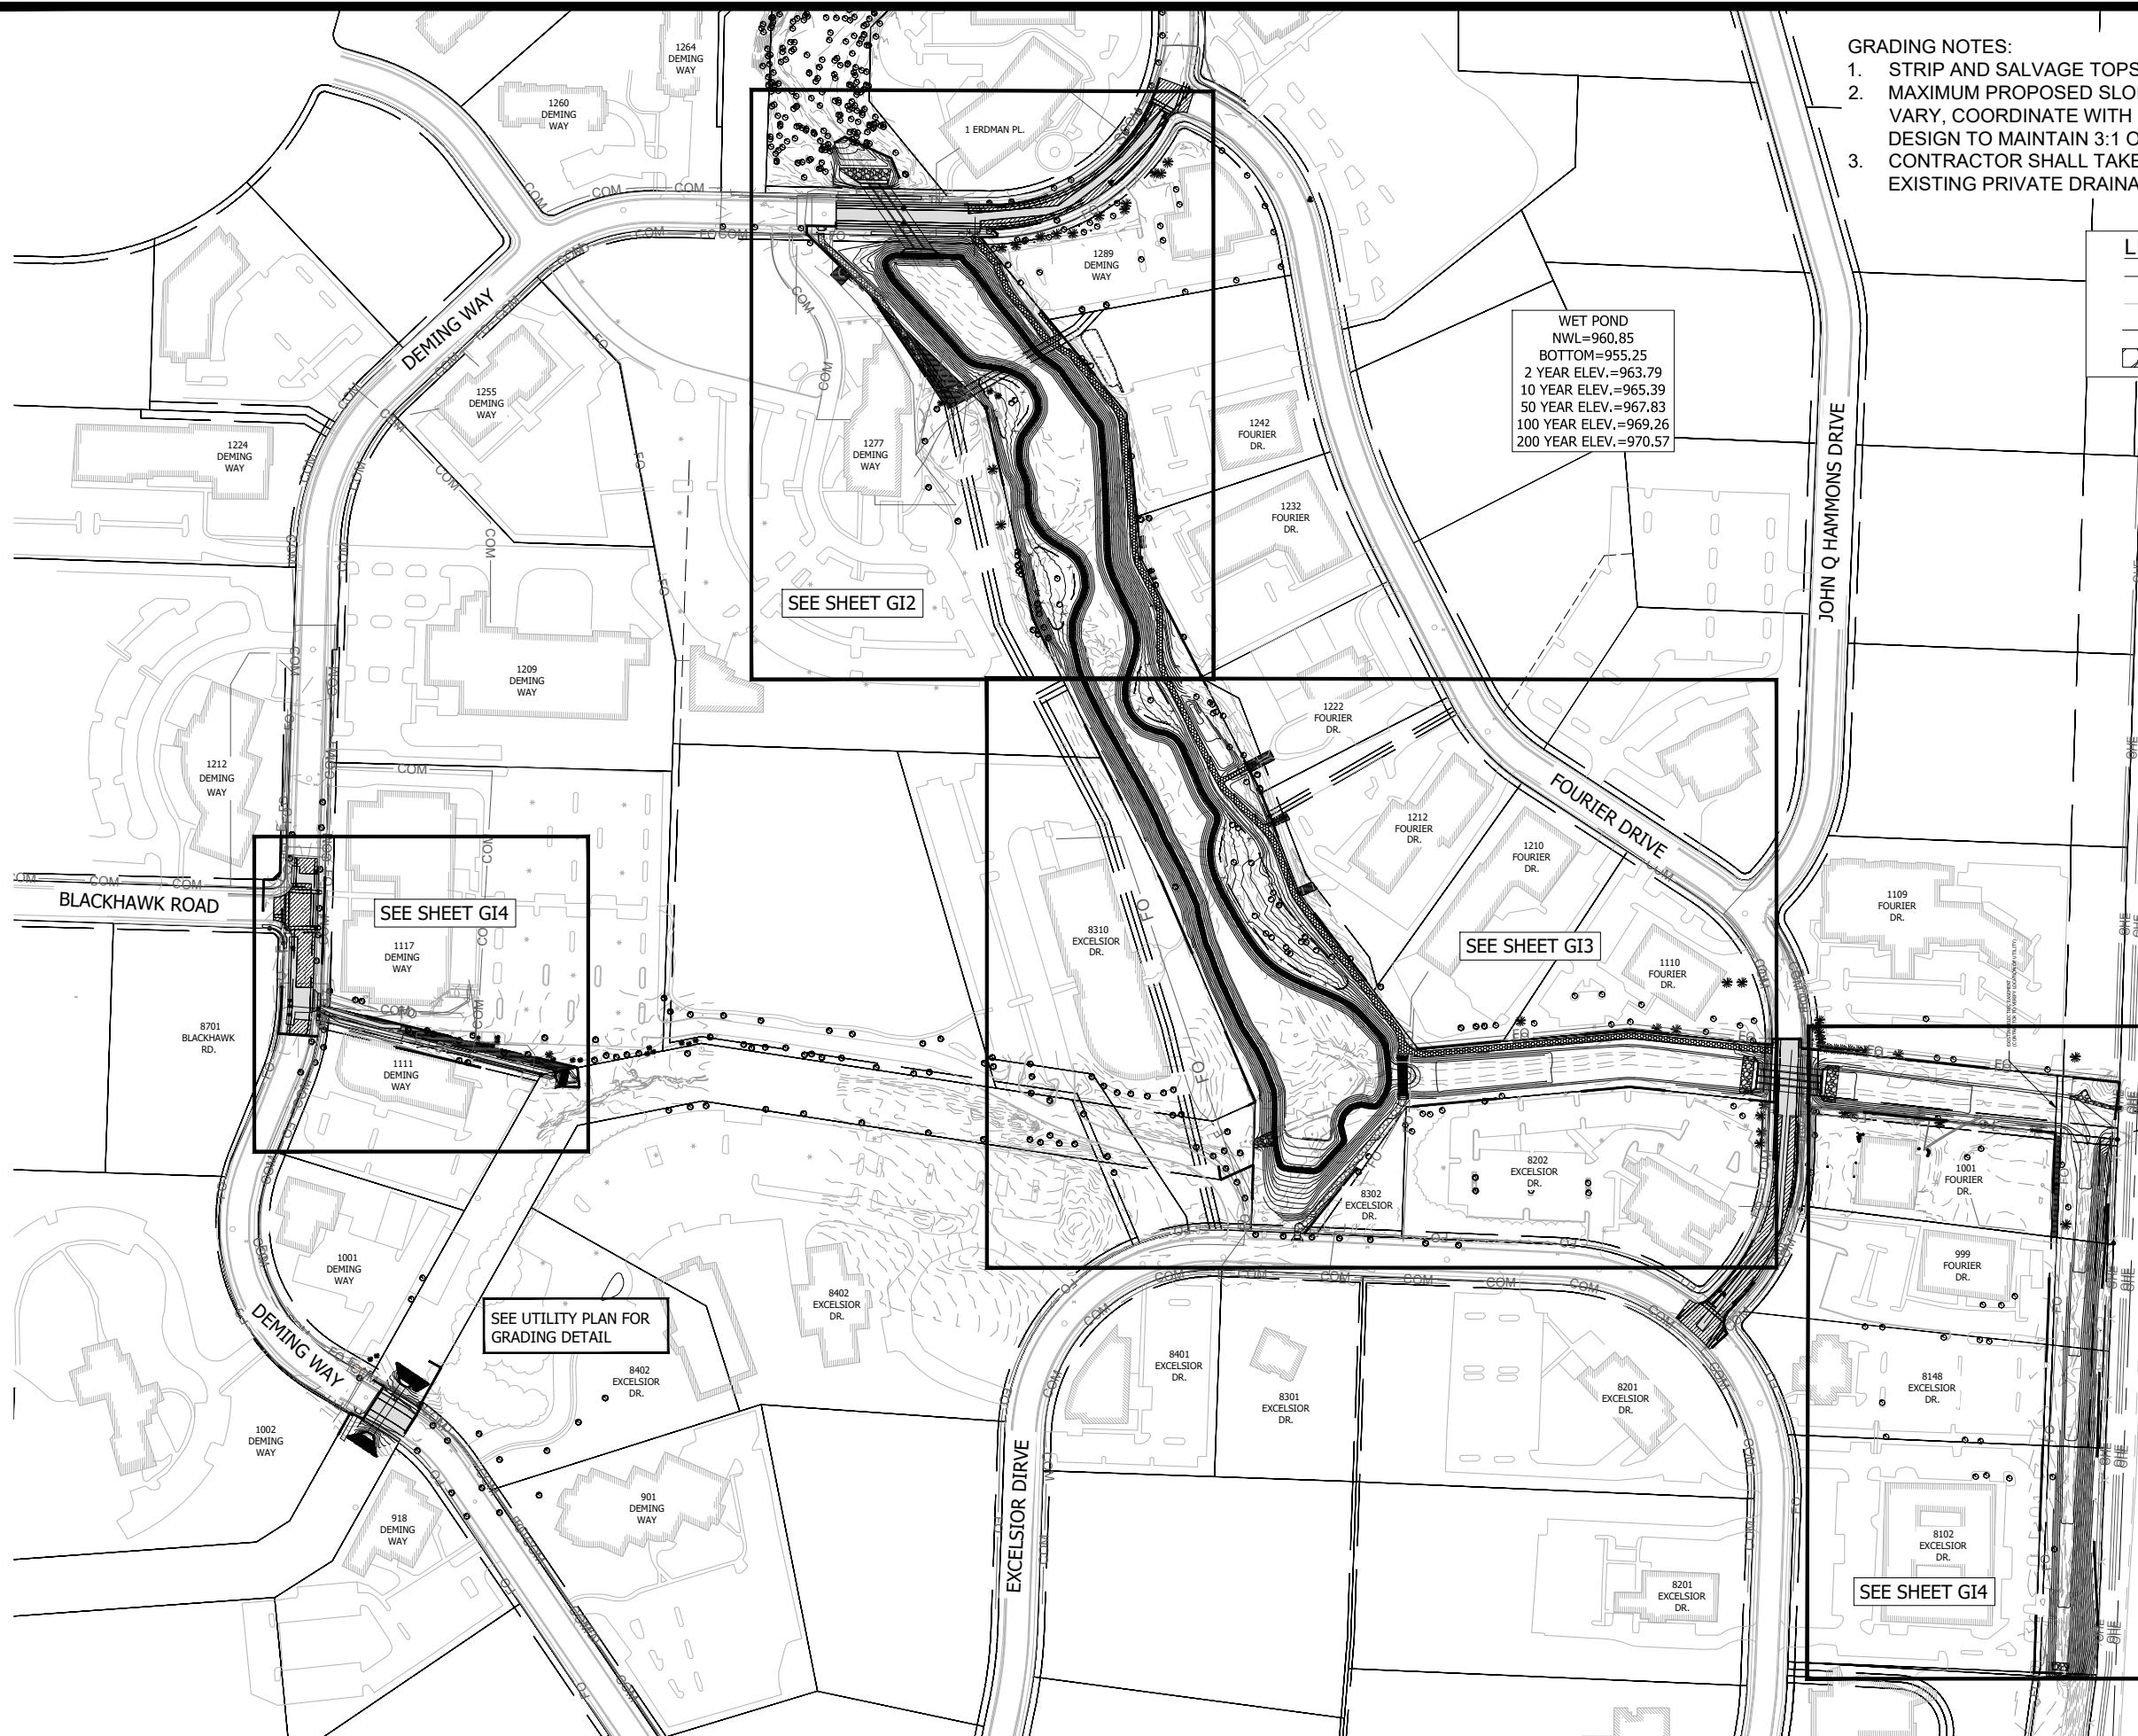 GRADING NOTES:
1. STRIP AND SALVAGE TOPS
2. MAXIMUM PROPOSED SLO
VARY, COORDINATE WITH
DESIGN TO MAINTAIN 3:1 O
3. CONTRACTOR SHALL TAKE
EXISTING PRIVATE DRAINA
1264
DEMING
WAY
1260
DEMING
WAY
1 ERDMAN PL.
1289
DEMING
WAY
DEMING WAY
1255
DEMING
WAY
1224
DEMING
WAY
1277
DEMING
WAY
1242
FOURIER
DR.
1232
FOURIER
DR.
WET POND
NWL=960.85
BOTTOM=955.25
2 YEAR ELEV.=963.79
10 YEAR ELEV.=965.39
50 YEAR ELEV.=967.83
100 YEAR ELEV.=969.26
200 YEAR ELEV.=970.57
JOHN Q HAMMONS DRIVE
SEE SHEET GI2
1209
DEMING
WAY
1222
FOURIER
DR.
1212
DEMING
WAY
FOURIER DRIVE
1212
FOURIER
DR.
1210
FOURIER
DR.
BLACKHAWK ROAD
SEE SHEET GI4
1117
DEMING
WAY
8310
EXCELSIOR
DR.
SEE SHEET GI3
1110
FOURIER
DR.
1109
FOURIER
DR.
8701
BLACKHAWK
RD.
1111
DEMING
WAY
8202
EXCELSIOR
DR.
8302
EXCELSIOR
DR.
1001
FOURIER
DR.
999
FOURIER
DR.
1001
DEMING
WAY
SEE UTILITY PLAN FOR
GRADING DETAIL
8402
EXCELSIOR
DR.
8402
EXCELSIOR
DR.
DEMING WAY
8401
EXCELSIOR
DR.
8301
EXCELSIOR
DR.
8201
EXCELSIOR
DR.
8148
EXCELSIOR
DR.
1002
DEMING
WAY
918
DEMING
WAY
901
DEMING
WAY
EXCELSIOR DIRVE
8102
EXCELSIOR
DR.
8201
EXCELSIOR
DR.
SEE SHEET GI4